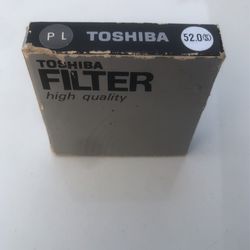 PL TOSHIBA 52.0(S)
TOSHIBA
FILTER
high quality